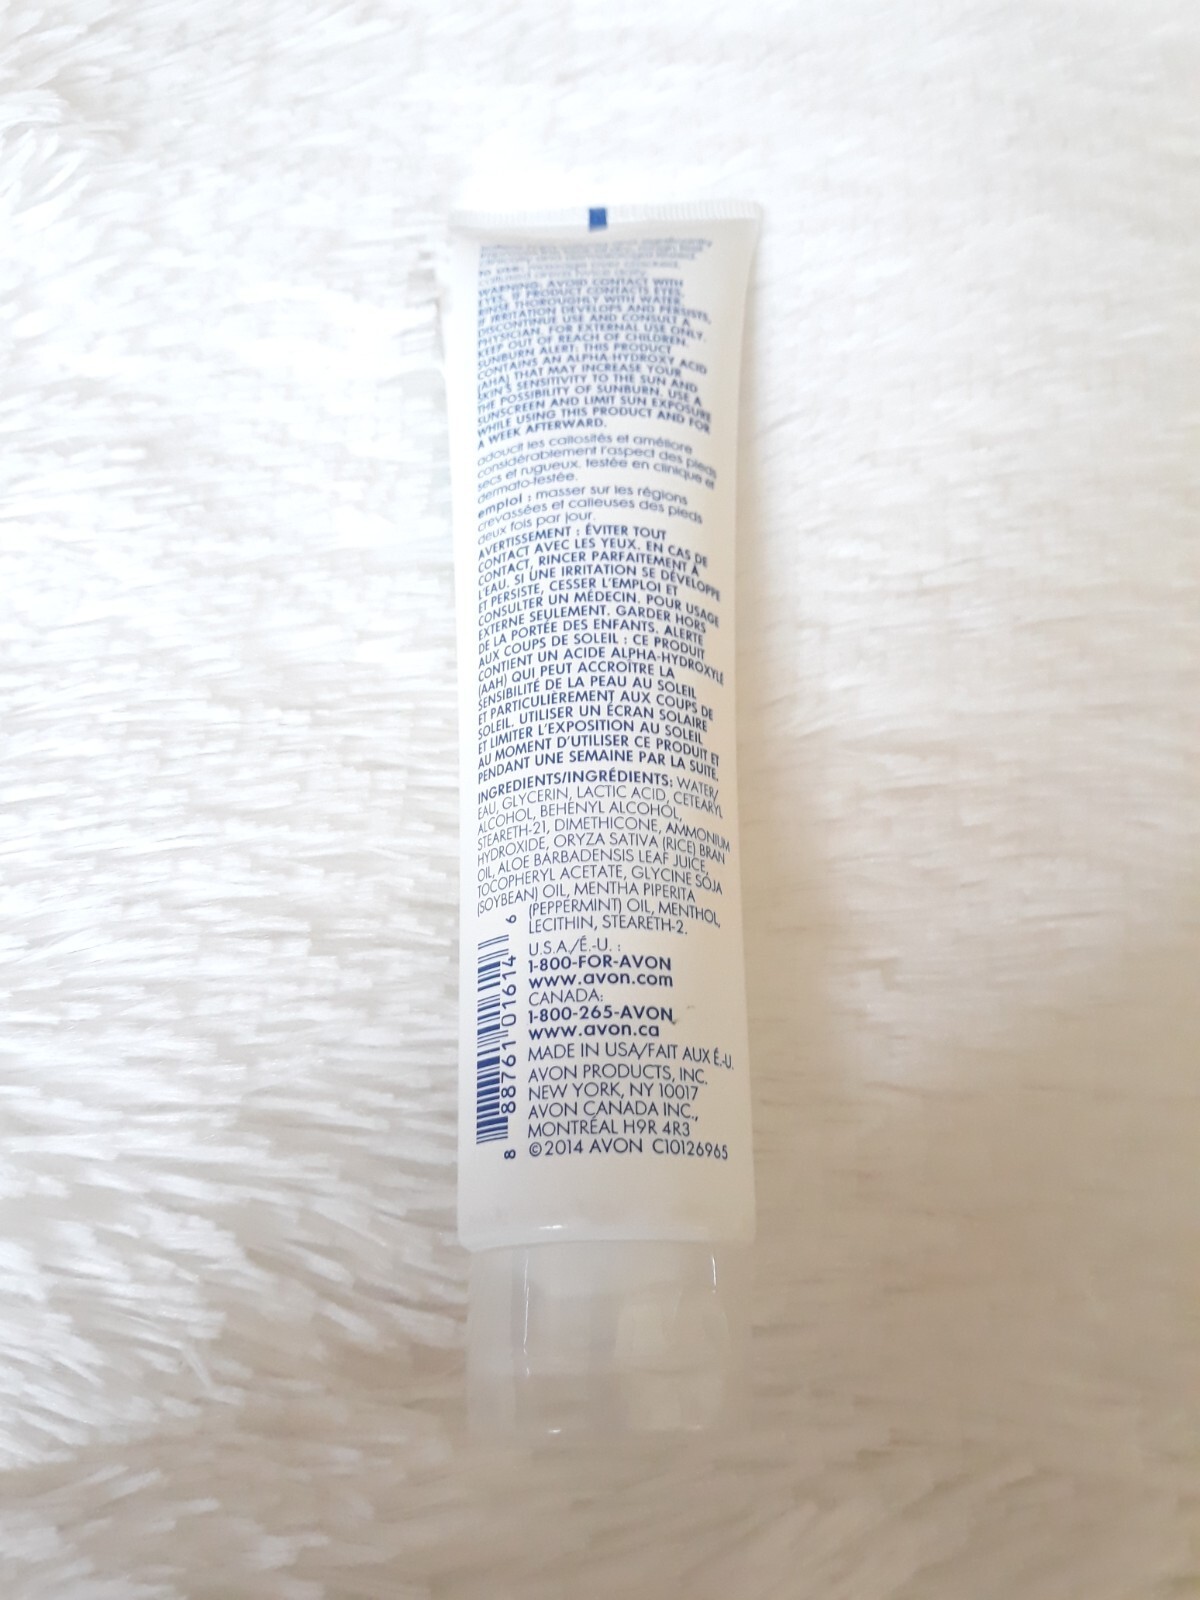 to use:
WARNING: AVOID CONTACT WITH
EYES. IF PRODUCT CONTACTS EYES,
RINSE THOROUGHLY WITH WATER.
IF IRRITATION DEVELOPS AND PERSISTS,
DISCONTINUE USE AND CONSULT A
PHYSICIAN. FOR EXTERNAL USE ONLY.
KEEP OUT OF REACH OF CHILDREN.
SUNBURN ALERT: THIS PRODUCT
CONTAINS AN ALPHA-HYDROXY ACID
(AHA) THAT MAY INCREASE YOUR
SKIN'S SENSITIVITY TO THE SUN AND
THE POSSIBILITY OF SUNBURN. USE A
SUNSCREEN AND LIMIT SUN EXPOSURE
WHILE USING THIS PRODUCT AND FOR
A WEEK AFTERWARD.
adoucit les callosités et améliore
considérablement l'aspect des pieds
secs et rugueux. testée en clinique et
dermato-testée.
emploi : masser sur les régions
crevassées et calleuses des pieds
deux fois par jour.
AVERTISSEMENT : ÉVITER TOUT
CONTACT AVEC LES YEUX. EN CAS DE
CONTACT, RINCER PARFAITEMENT À
L'EAU. SI UNE IRRITATION SE DÉVELOPPE
ET PERSISTE, CESSER L'EMPLOI ET
CONSULTER UN MÉDECIN. POUR USAGE
EXTERNE SEULEMENT. GARDER HORS
DE LA PORTÉE DES ENFANTS. ALERTE
AUX COUPS DE SOLEIL : CE PRODUIT
CONTIENT UN ACIDE ALPHA-HYDROXYLÉ
(AAH) QUI PEUT ACCROÎTRE LA
SENSIBILITÉ DE LA PEAU AU SOLEIL
ET PARTICULIÈREMENT AUX COUPS DE
SOLEIL. UTILISER UN ÉCRAN SOLAIRE
ET LIMITER L'EXPOSITION AU SOLEIL
AU MOMENT D'UTILISER CE PRODUIT ET
PENDANT UNE SEMAINE PAR LA SUITE.
INGREDIENTS/INGRÉDIENTS: WATER/
EAU, GLYCERIN, LACTIC ACID, CETEARYL
ALCOHOL, BEHENYL ALCOHOL,
STEARETH-21, DIMETHICONE, AMMONIUM
HYDROXIDE, ORYZA SATIVA (RICE) BRAN
OIL, ALOE BARBADENSIS LEAF JUICE,
TOCOPHERYL ACETATE, GLYCINE SOJA
(SOYBEAN) OIL, MENTHA PIPERITA
(PEPPERMINT) OIL, MENTHOL,
LECITHIN, STEARETH-2.
U.S.A./É.-U. :
1-800-FOR-AVON
www.avon.com
CANADA:
1-800-265-AVON
www.avon.ca
MADE IN USA/FAIT AUX É.-U.
AVON PRODUCTS, INC.
NEW YORK, NY 10017
AVON CANADA INC.,
MONTRÉAL H9R 4R3
©2014 AVON C10126965
8 88761 01614 6